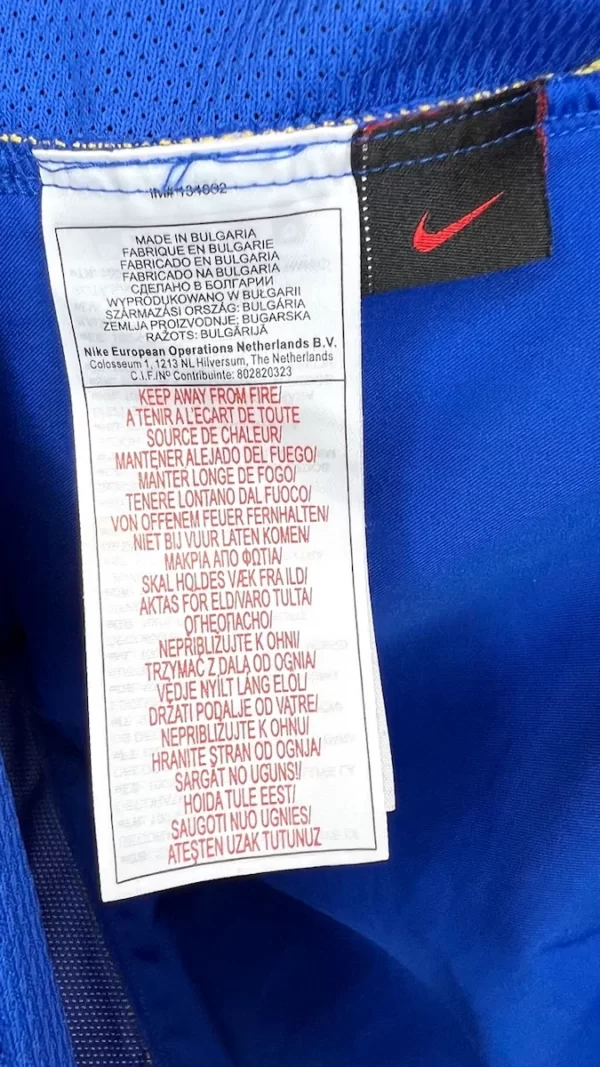 IM# 134692
MADE IN BULGARIA
FABRIQUE EN BULGARIE
FABRICADO EN BULGARIA
FABRICADO NA BULGARIA
СДЕЛАНО В БОЛГАРИИ
WYPRODUKOWANO W BUŁGARII
SZÁRMAZÁSI ORSZÁG: BULGÁRIA
ZEMLJA PROIZVODNJE: BUGARSKA
RAŽOTS: BULGĀRIJĀ
Nike European Operations Netherlands B.V.
Colosseum 1, 1213 NL Hilversum, The Netherlands
C.I.F./Nº Contribuinte: 802820323
KEEP AWAY FROM FIRE/
A TENIR A L'ECART DE TOUTE
SOURCE DE CHALEUR/
MANTENER ALEJADO DEL FUEGO/
MANTER LONGE DE FOGO/
TENERE LONTANO DAL FUOCO/
VON OFFENEM FEUER FERNHALTEN/
NIET BIJ VUUR LATEN KOMEN/
ΜΑΚΡΙΑ ΑΠΟ ΦΩΤΙΑ/
SKAL HOLDES VÆK FRA ILD/
AKTAS FÖR ELD/VARO TULTA/
ОГНЕОПАСНО/
NEPŘIBLIŽUJTE K OHNI/
TRZYMAĆ Z DALA OD OGNIA/
VÉDJE NYÍLT LÁNG ELŐL/
DRŽATI PODALJE OD VATRE/
NEPRIBLIŽUJTE K OHNU/
HRANITE STRAN OD OGNJA/
SARGĀT NO UGUNS!/
HOIDA TULE EEST/
SAUGOTI NUO UGNIES/
ATEŞTEN UZAK TUTUNUZ